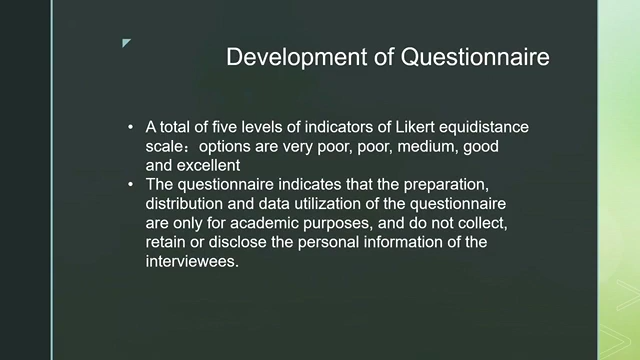 Development of Questionnaire
• A total of five levels of indicators of Likert equidistance
scale：options are very poor, poor, medium, good
and excellent
• The questionnaire indicates that the preparation,
distribution and data utilization of the questionnaire
are only for academic purposes, and do not collect,
retain or disclose the personal information of the
interviewees.